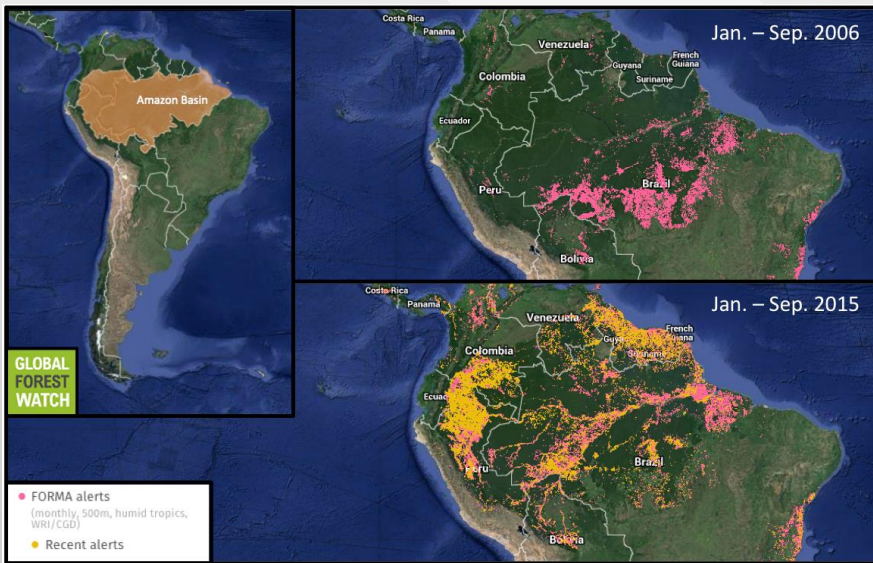 Amazon Basin
GLOBAL
FOREST
WATCH
FORMA alerts
(monthly, 500m, humid tropics,
WRI/CGD)
Recent alerts
Jan. – Sep. 2006
Costa Rica
Panama
Venezuela
Guyana
French
Guiana
Suriname
Colombia
Ecuador
Peru
Brazil
Bolivia
Jan. – Sep. 2015
Costa Rica
Panama
Venezuela
French
Guiana
Suriname
Colombia
Peru
Brazil
Bolivia